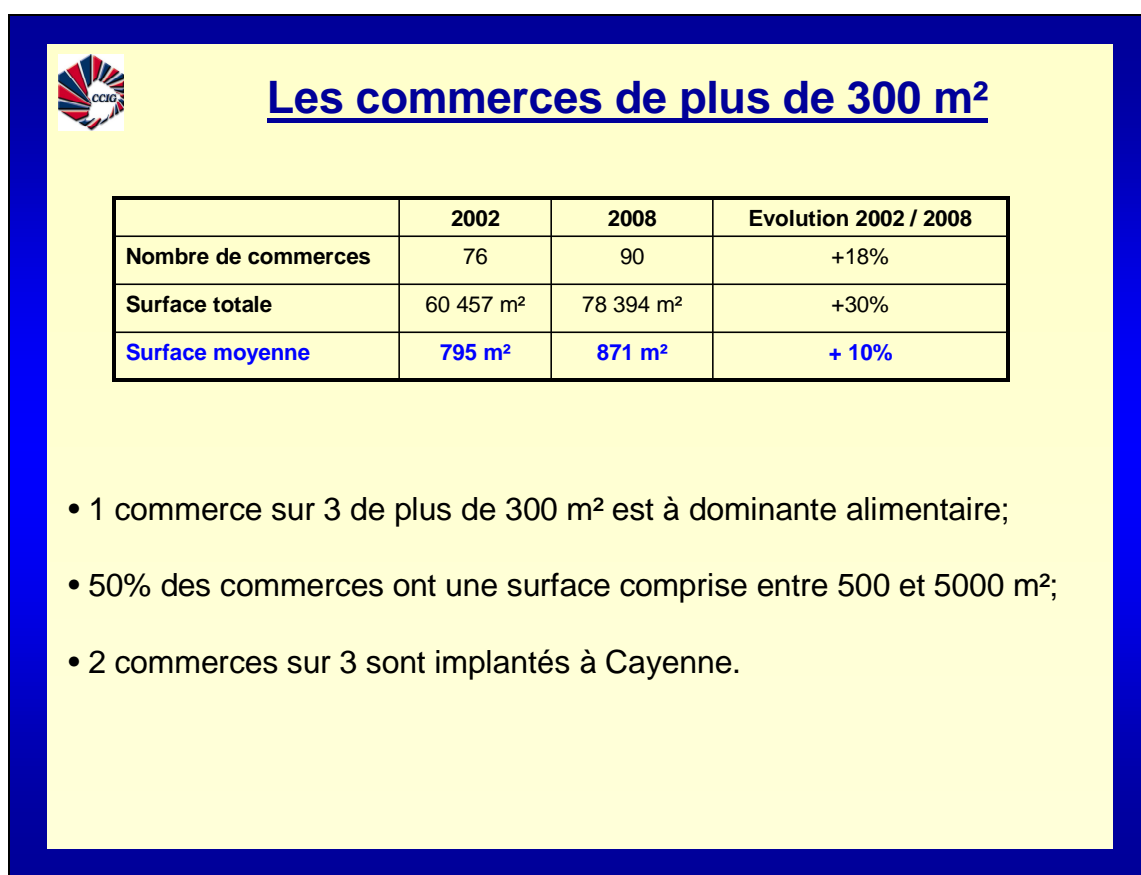 CCIG
Les commerces de plus de 300 m²
2002 2008 Evolution 2002 / 2008
Nombre de commerces 76 90 +18%
Surface totale 60 457 m² 78 394 m² +30%
Surface moyenne 795 m² 871 m² + 10%
• 1 commerce sur 3 de plus de 300 m² est à dominante alimentaire;
• 50% des commerces ont une surface comprise entre 500 et 5000 m²;
• 2 commerces sur 3 sont implantés à Cayenne.